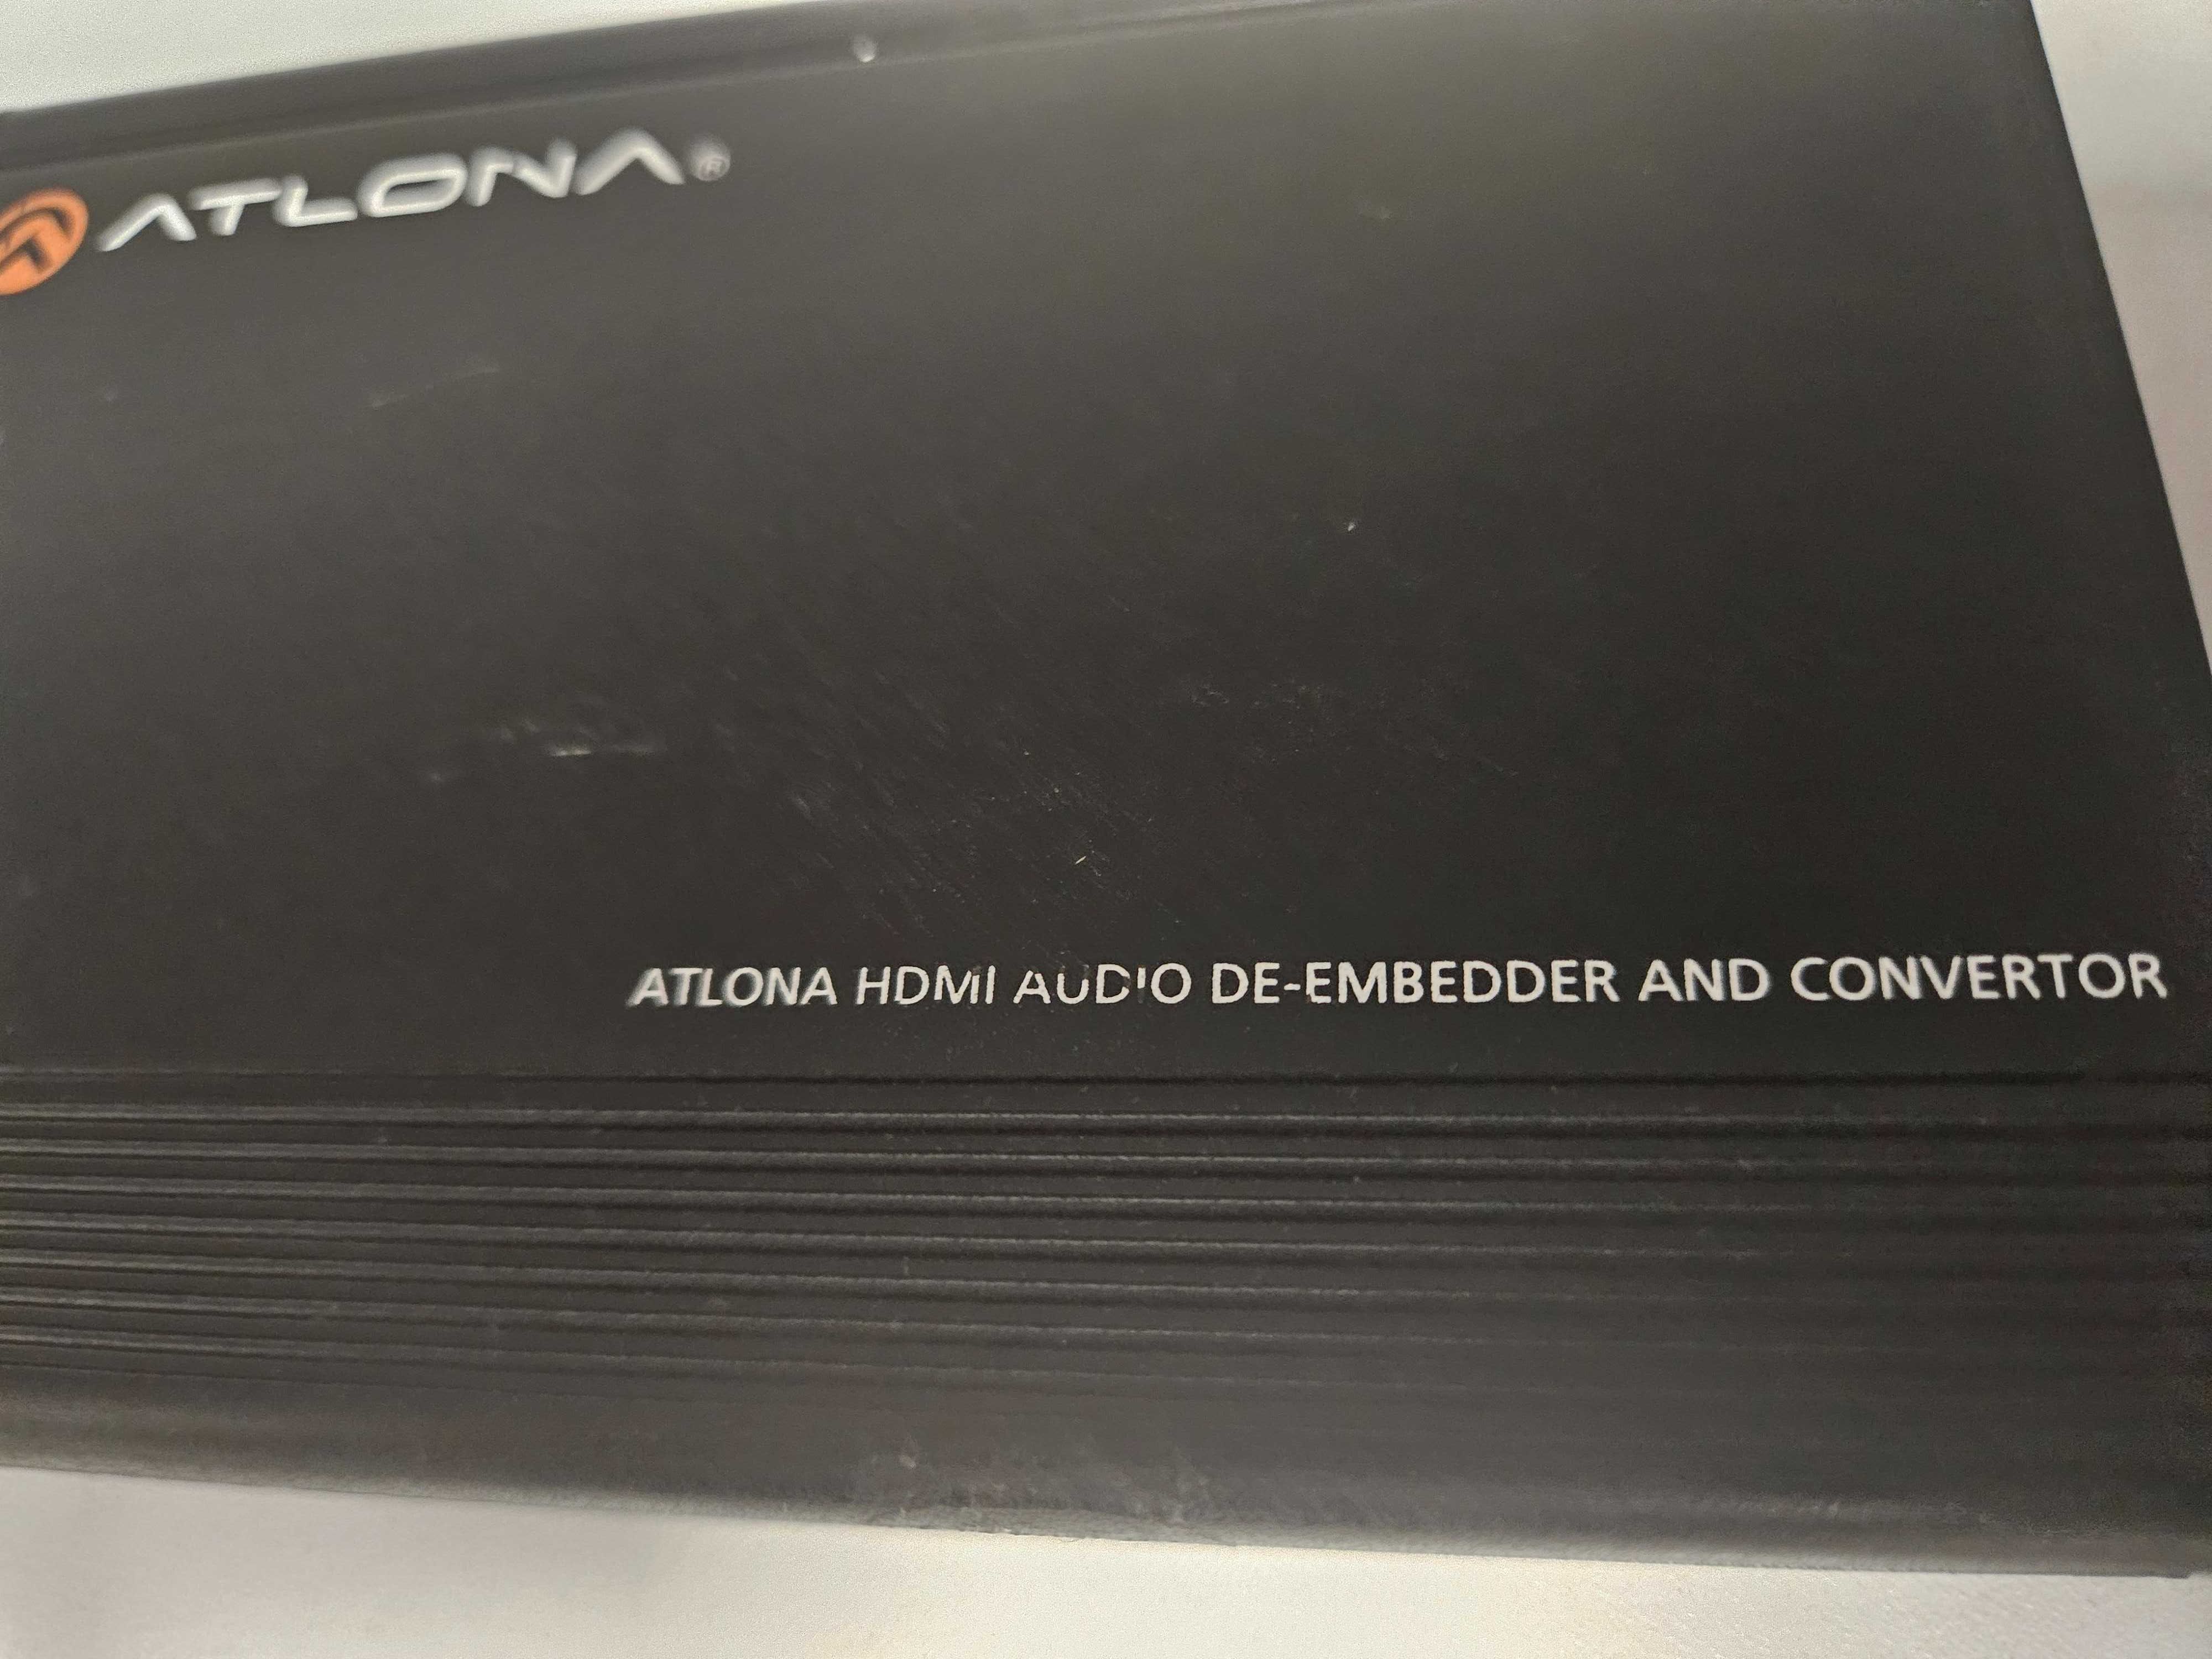 ATLONA®
ATLONA HDMI AUDIO DE-EMBEDDER AND CONVERTOR